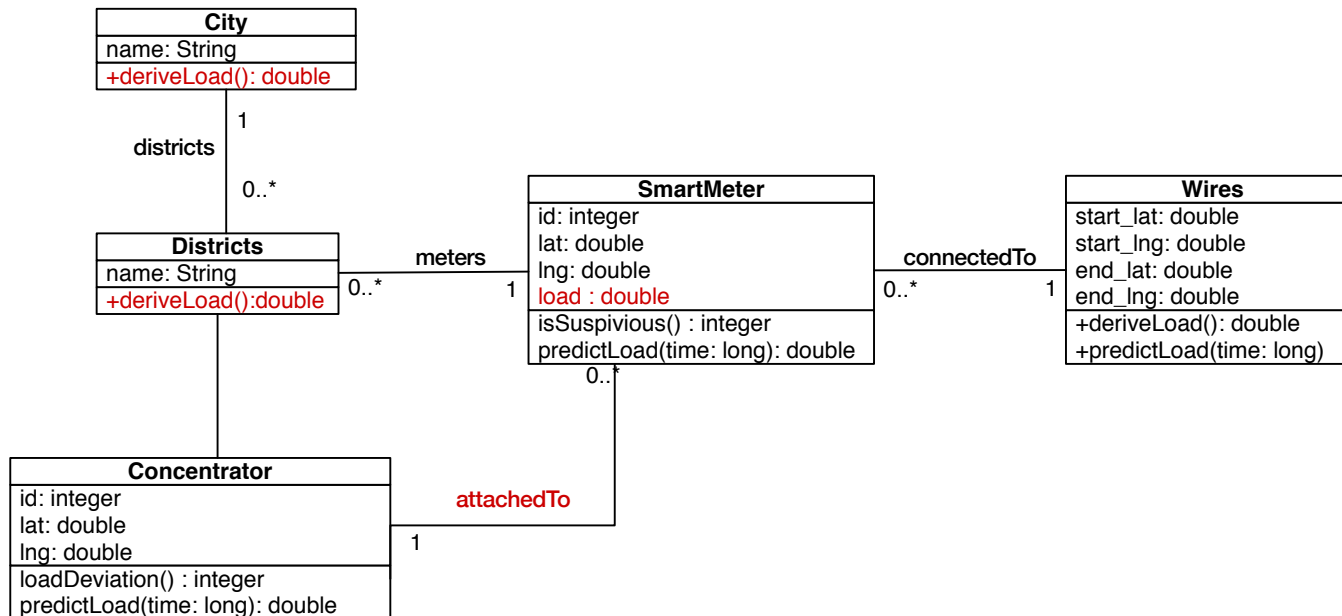 City
name: String
+deriveLoad(): double
1
districts
0..*
Districts
name: String
+deriveLoad():double
meters
0..*
1
SmartMeter
id: integer
lat: double
lng: double
load : double
isSuspivious() : integer
predictLoad(time: long): double
0..*
connectedTo
0..*
1
Wires
start_lat: double
start_lng: double
end_lat: double
end_lng: double
+deriveLoad(): double
+predictLoad(time: long)
Concentrator
id: integer
lat: double
lng: double
loadDeviation() : integer
predictLoad(time: long): double
attachedTo
1